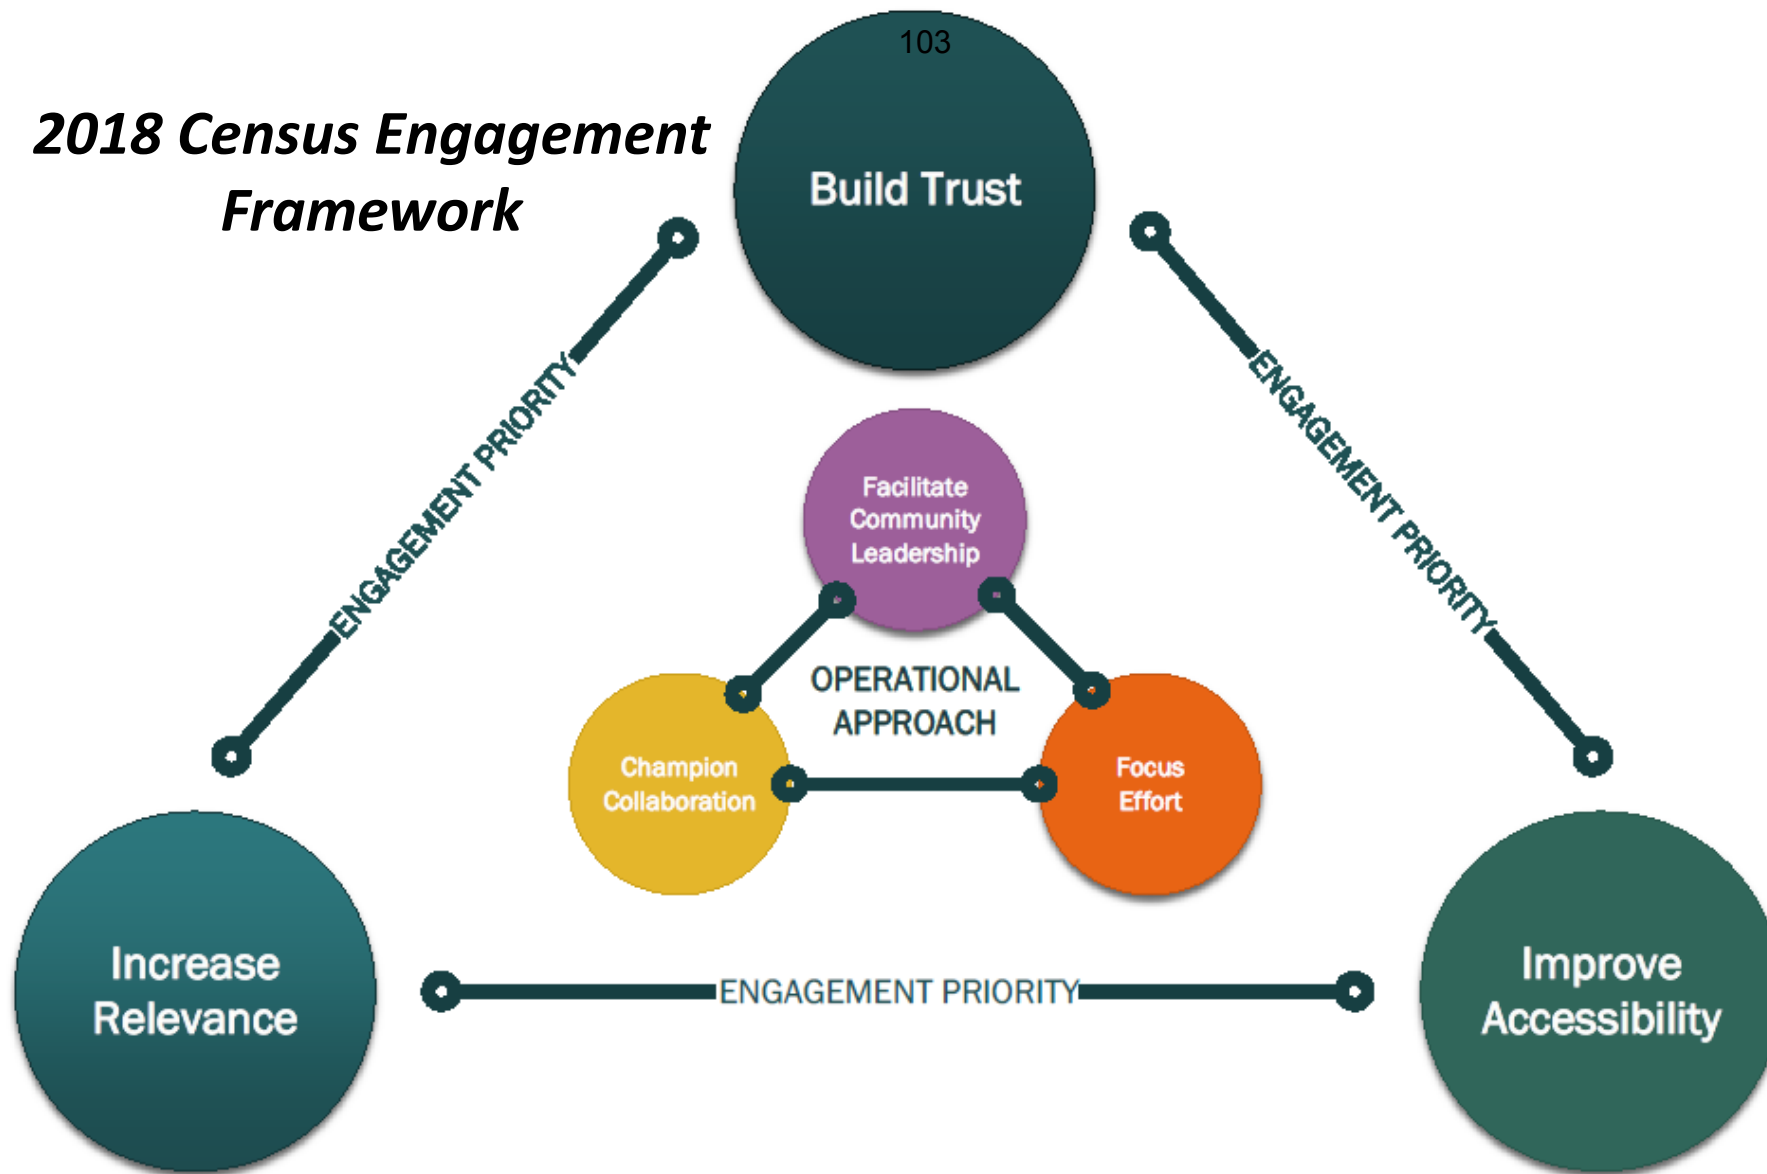 103
2018 Census Engagement
Framework
Build Trust
ENGAGEMENT PRIORITY
ENGAGEMENT PRIORITY
Facilitate
Community
Leadership
OPERATIONAL
APPROACH
Champion
Collaboration
Focus
Effort
Increase
Relevance
ENGAGEMENT PRIORITY
Improve
Accessibility